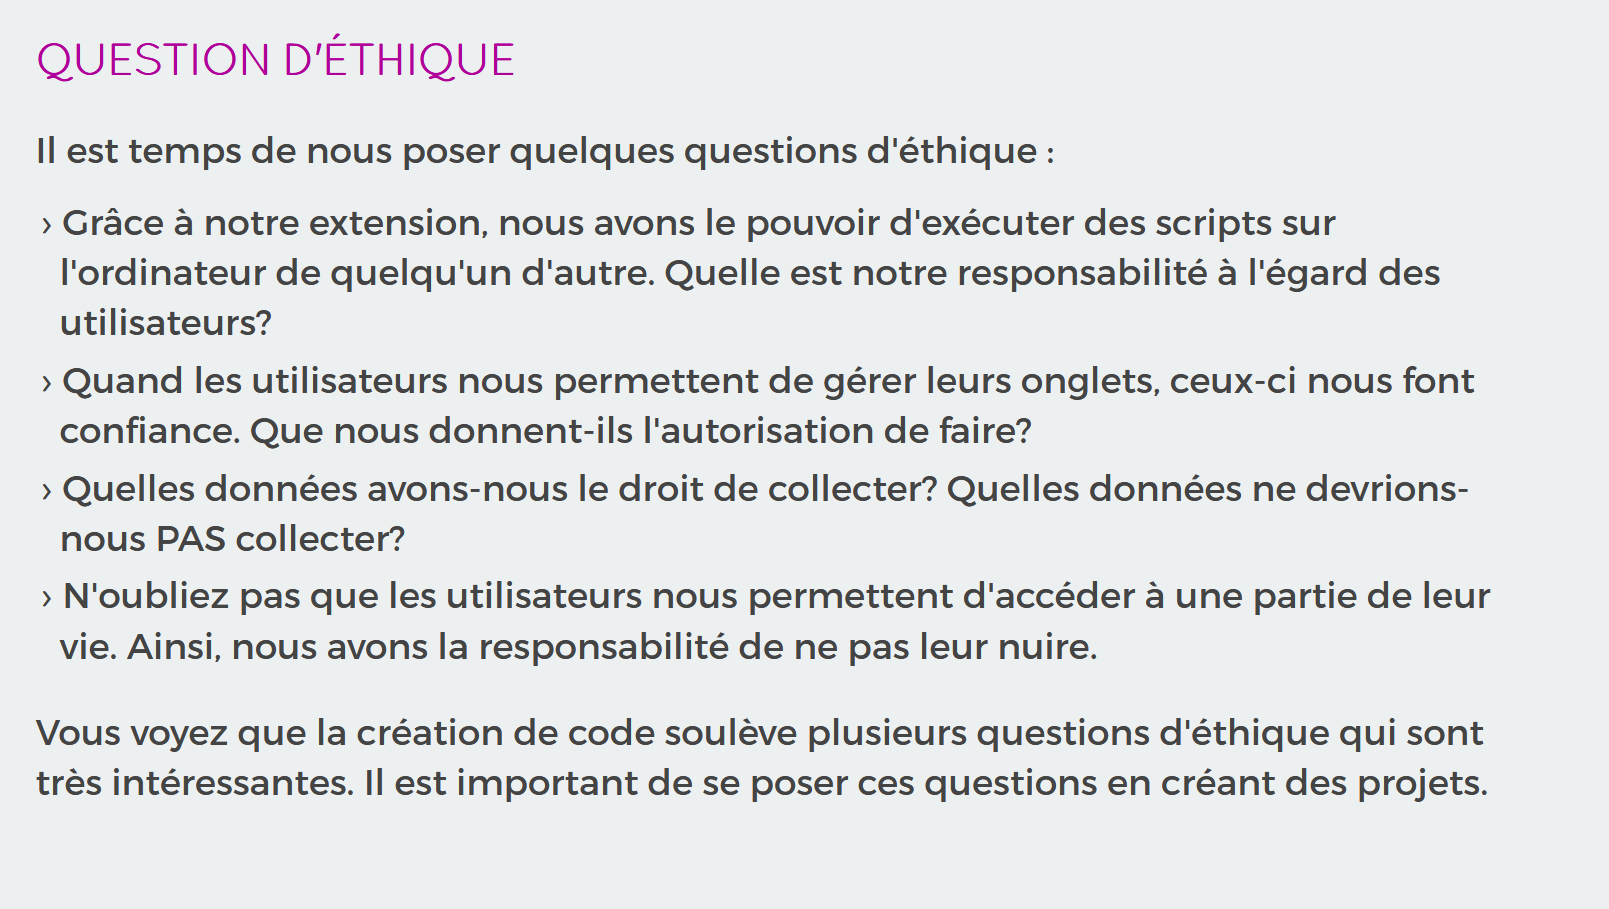 QUESTION D'ÉTHIQUE
Il est temps de nous poser quelques questions d'éthique :
› Grâce à notre extension, nous avons le pouvoir d'exécuter des scripts sur
l'ordinateur de quelqu'un d'autre. Quelle est notre responsabilité à l'égard des
utilisateurs?
› Quand les utilisateurs nous permettent de gérer leurs onglets, ceux-ci nous font
confiance. Que nous donnent-ils l'autorisation de faire?
› Quelles données avons-nous le droit de collecter? Quelles données ne devrions-
nous PAS collecter?
› N'oubliez pas que les utilisateurs nous permettent d'accéder à une partie de leur
vie. Ainsi, nous avons la responsabilité de ne pas leur nuire.
Vous voyez que la création de code soulève plusieurs questions d'éthique qui sont
très intéressantes. Il est important de se poser ces questions en créant des projets.